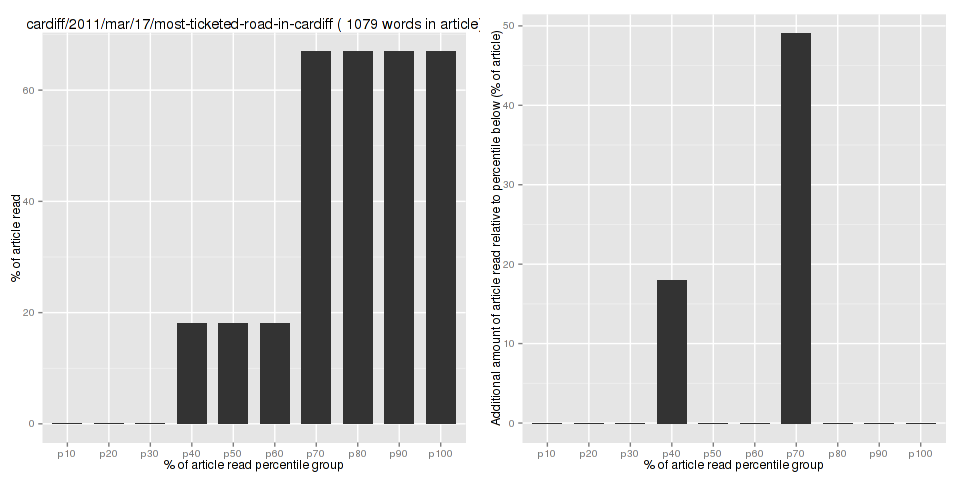 cardiff/2011/mar/17/most-ticketed-road-in-cardiff ( 1079 words in article)
% of article read
60
40
20
0
p10 p20 p30 p40 p50 p60 p70 p80 p90 p100
% of article read percentile group
Additional amount of article read relative to percentile below (% of article)
50
40
30
20
10
0
p10 p20 p30 p40 p50 p60 p70 p80 p90 p100
% of article read percentile group